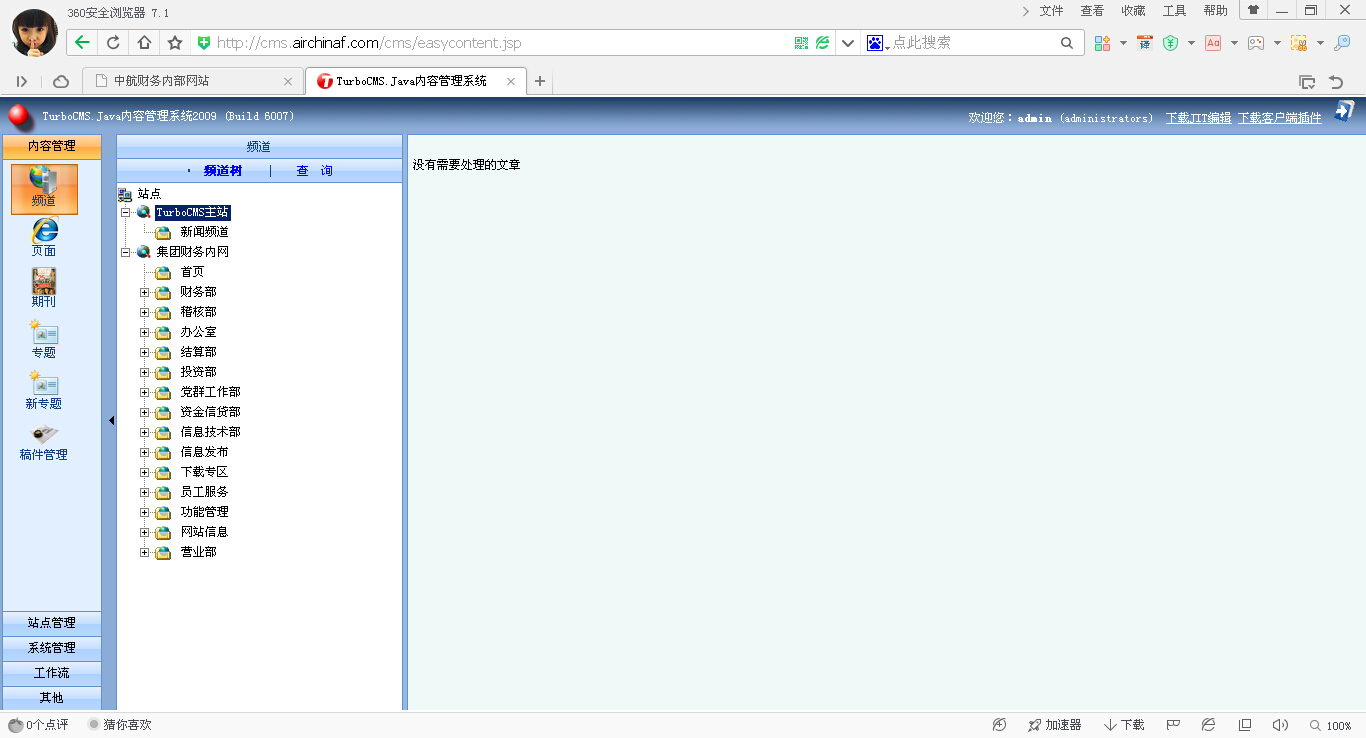 360安全浏览器 7.1
文件 查看 收藏 工具 帮助
http://cms.airchinaf.com/cms/easycontent.jsp
点此搜索
中航财务内部网站
TurboCMS.Java内容管理系统
TurboCMS.Java内容管理系统2009 (Build 6007)
欢迎您：admin (administrators) 下载JIT编辑 下载客户端插件
内容管理
频道
页面
期刊
专题
新专题
稿件管理
站点管理
系统管理
工作流
其他
频道
· 频道树 | 查 询
站点
TurboCMS主站
新闻频道
集团财务内网
首页
财务部
稽核部
办公室
结算部
投资部
党群工作部
资金信贷部
信息技术部
信息发布
下载专区
员工服务
功能管理
网站信息
营业部
没有需要处理的文章
0个点评 猜你喜欢
加速器 下载 100%